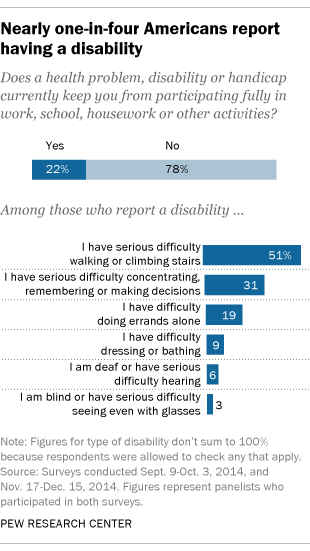 Nearly one-in-four Americans report
having a disability
Does a health problem, disability or handicap
currently keep you from participating fully in
work, school, housework or other activities?
Yes No
22% 78%
Among those who report a disability ...
I have serious difficulty
walking or climbing stairs 51%
I have serious difficulty concentrating,
remembering or making decisions 31
I have difficulty
doing errands alone 19
I have difficulty
dressing or bathing 9
I am deaf or have serious
difficulty hearing 6
I am blind or have serious difficulty
seeing even with glasses 3
Note: Figures for type of disability don’t sum to 100%
because respondents were allowed to check any that apply.
Source: Surveys conducted Sept. 9-Oct. 3, 2014, and
Nov. 17-Dec. 15, 2014. Figures represent panelists who
participated in both surveys.
PEW RESEARCH CENTER